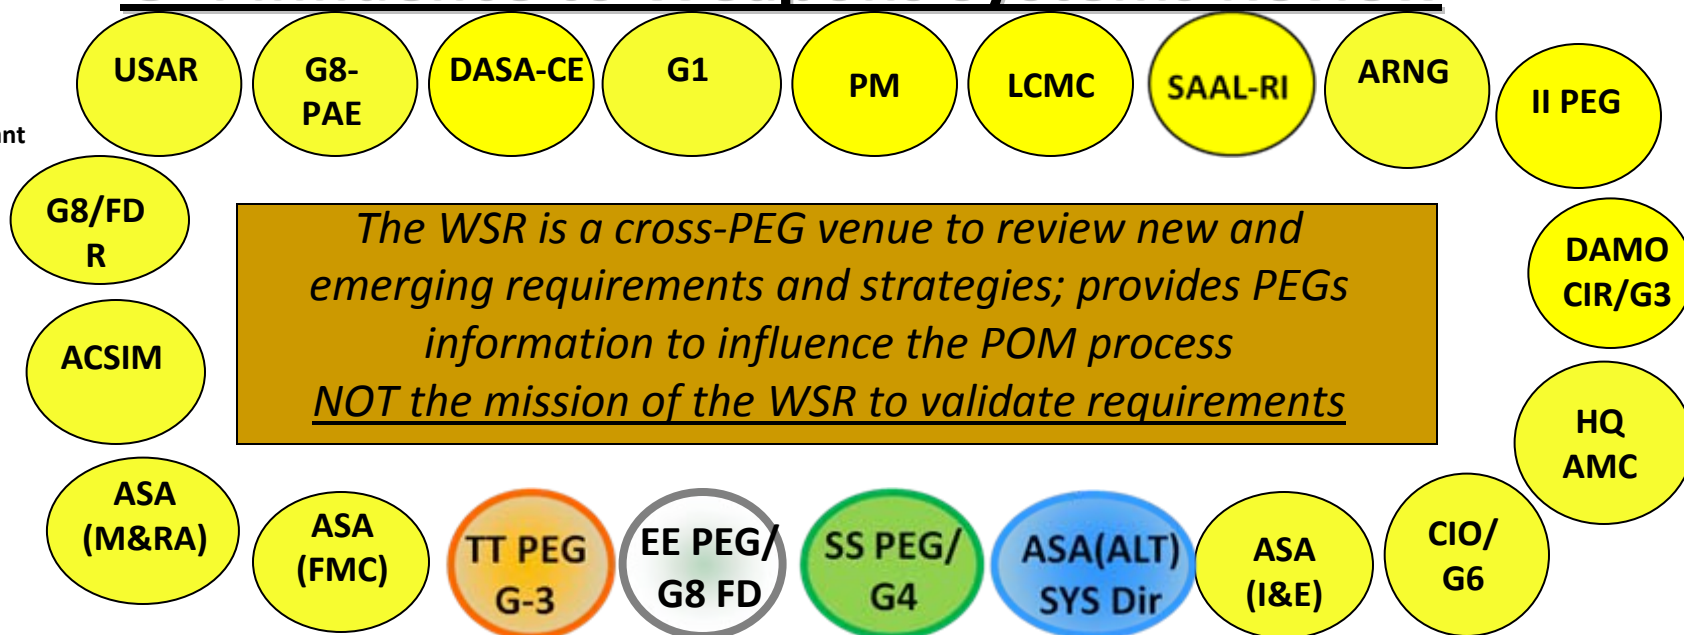 USAR
G8-
PAE
DASA-CE
G1
PM
LCMC
SAAL-RI
ARNG
II PEG
ant
G8/FD
R
The WSR is a cross-PEG venue to review new and
emerging requirements and strategies; provides PEGs
information to influence the POM process
NOT the mission of the WSR to validate requirements
DAMO
CIR/G3
ACSIM
HQ
AMC
ASA
(M&RA)
ASA
(FMC)
TT PEG
G-3
EE PEG/
G8 FD
SS PEG/
G4
ASA(ALT)
SYS Dir
ASA
(I&E)
CIO/
G6